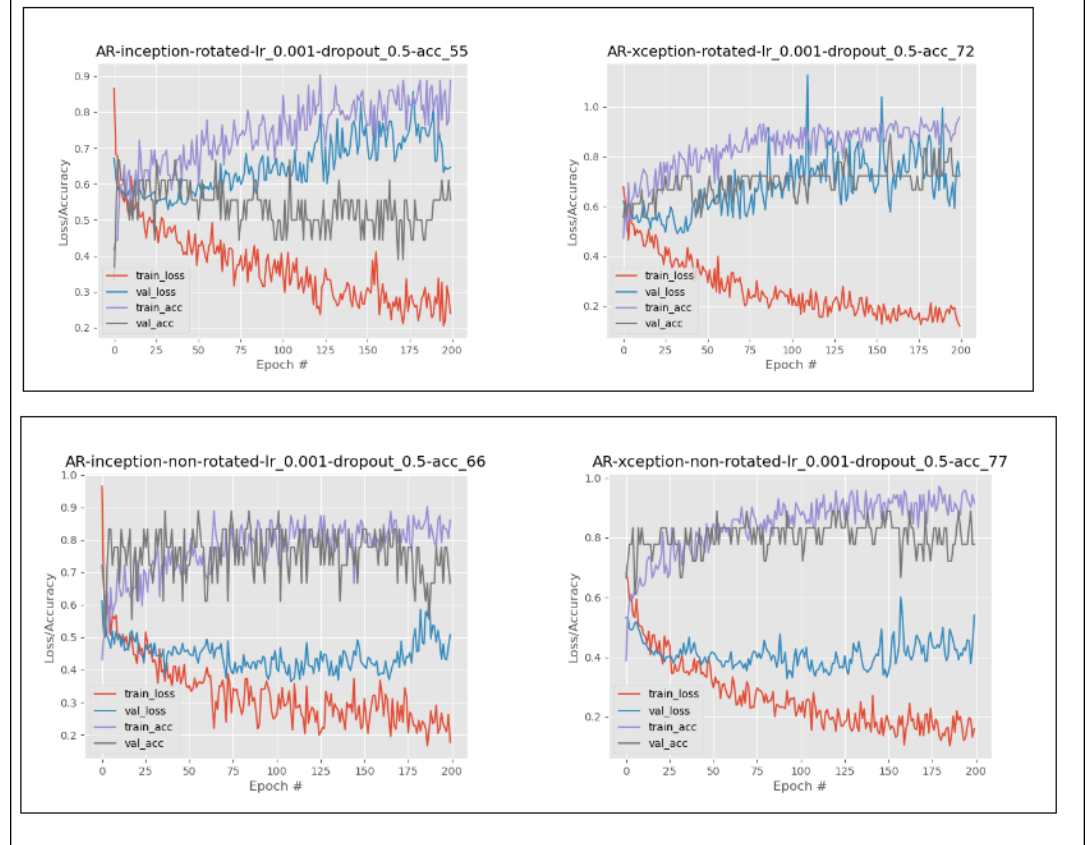 AR-inception-rotated-lr_0.001-dropout_0.5-acc_55
0.9
0.8
0.7
0.6
0.5
0.4
0.3
0.2
Loss/Accuracy
train_loss
val_loss
train_acc
val_acc
0 25 50 75 100 125 150 175 200
Epoch #
AR-xception-rotated-lr_0.001-dropout_0.5-acc_72
1.0
0.8
0.6
0.4
0.2
Loss/Accuracy
train_loss
val_loss
train_acc
val_acc
0 25 50 75 100 125 150 175 200
Epoch #
AR-inception-non-rotated-lr_0.001-dropout_0.5-acc_66
1.0
0.9
0.8
0.7
0.6
0.5
0.4
0.3
0.2
Loss/Accuracy
train_loss
val_loss
train_acc
val_acc
0 25 50 75 100 125 150 175 200
Epoch #
AR-xception-non-rotated-lr_0.001-dropout_0.5-acc_77
1.0
0.8
0.6
0.4
0.2
Loss/Accuracy
train_loss
val_loss
train_acc
val_acc
0 25 50 75 100 125 150 175 200
Epoch #